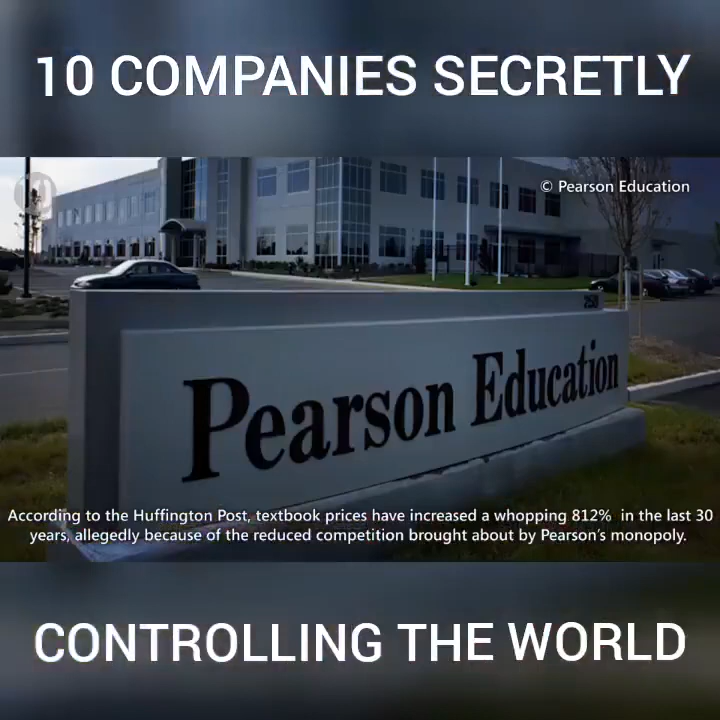 10 COMPANIES SECRETLY
© Pearson Education
Pearson Education
According to the Huffington Post, textbook prices have increased a whopping 812% in the last 30
years, allegedly because of the reduced competition brought about by Pearson's monopoly.
CONTROLLING THE WORLD